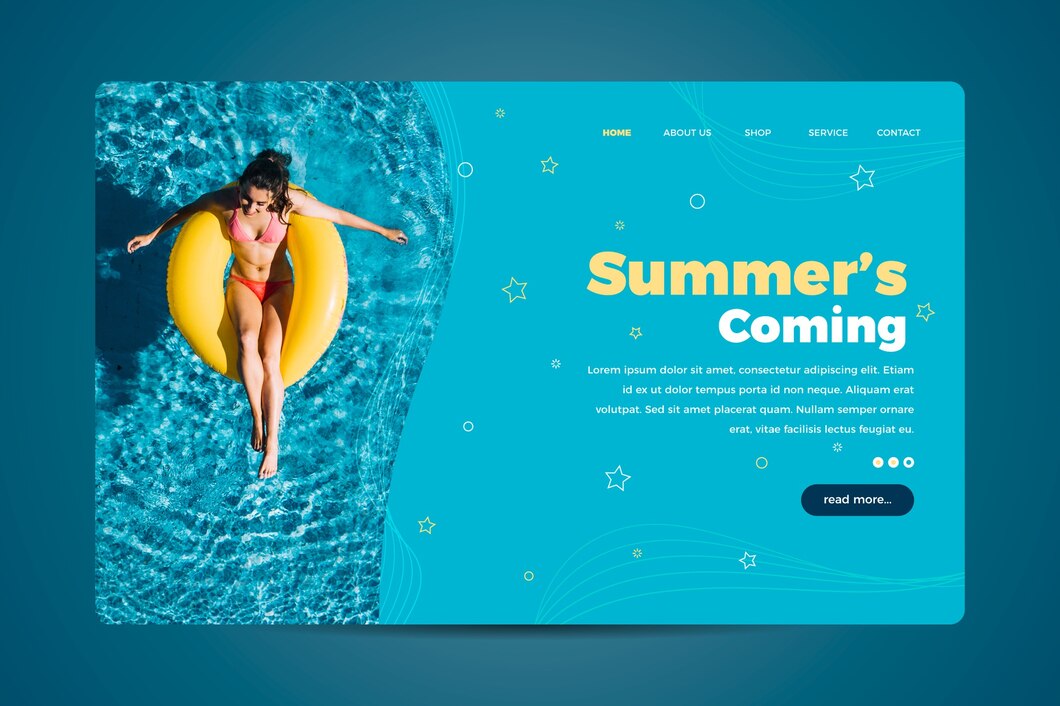 HOME ABOUT US SHOP SERVICE CONTACT
Summer's
Coming
Lorem ipsum dolor sit amet, consectetur adipiscing elit. Etiam
id ex ut dolor tempus porta id non neque. Aliquam erat
volutpat. Sed sit amet placerat quam. Nullam semper ornare
erat, vitae facilisis lectus feugiat eu.
read more...